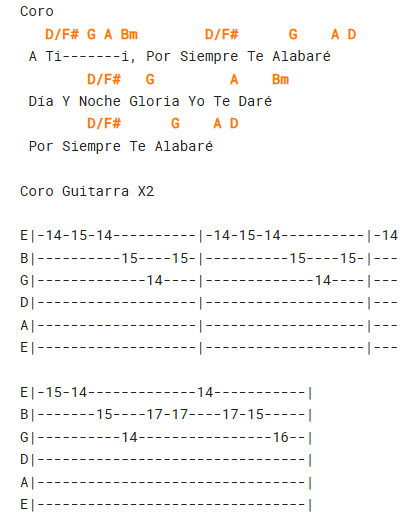 Coro
   D/F# G A Bm        D/F#      G    A D
 A Ti-------i, Por Siempre Te Alabaré
        D/F#   G         A    Bm
 Día Y Noche Gloria Yo Te Daré
        D/F#      G    A D
 Por Siempre Te Alabaré

Coro Guitarra X2

E|-14-15-14----------|-14-15-14----------|-14
B|----------15----15-|----------15----15-|---
G|-------------14----|-------------14----|---
D|-------------------|-------------------|---
A|-------------------|-------------------|---
E|-------------------|-------------------|---

E|-15-14-------------14-----------|
B|-------15----17-17----17-15-----|
G|----------14----------------16--|
D|--------------------------------|
A|--------------------------------|
E|--------------------------------|